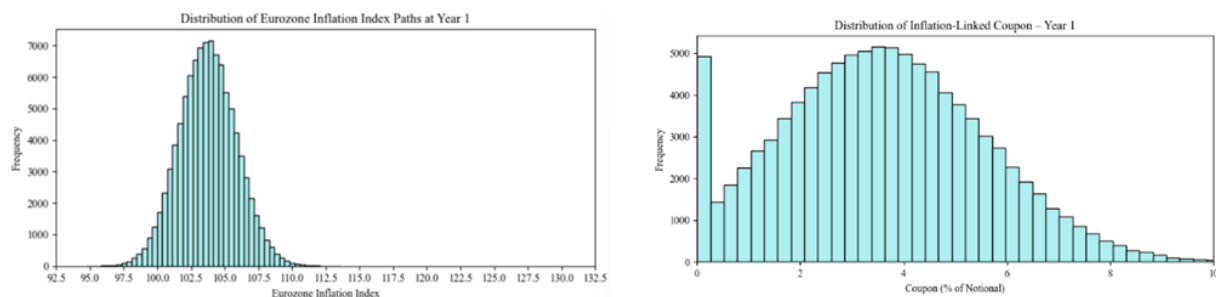 Distribution of Eurozone Inflation Index Paths at Year 1
7000
6000
5000
4000
3000
2000
1000
0
Frequency
92.5 95.0 97.5 100.0 102.5 105.0 107.5 110.0 112.5 115.0 117.5 120.0 122.5 125.0 127.5 130.0 132.5
Eurozone Inflation Index
Distribution of Inflation-Linked Coupon – Year 1
5000
4000
3000
2000
1000
0
Frequency
0 2 4 6 8 10
Coupon (% of Notional)